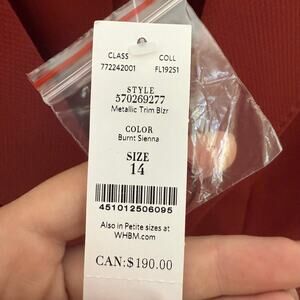 CLASS COLL
772242001 FL19251
STYLE
570269277
Metallic Trim Blzr
COLOR
Burnt Sienna
SIZE
14
451012506095
Also in Petite sizes at
WHBM.com
CAN:$190.00